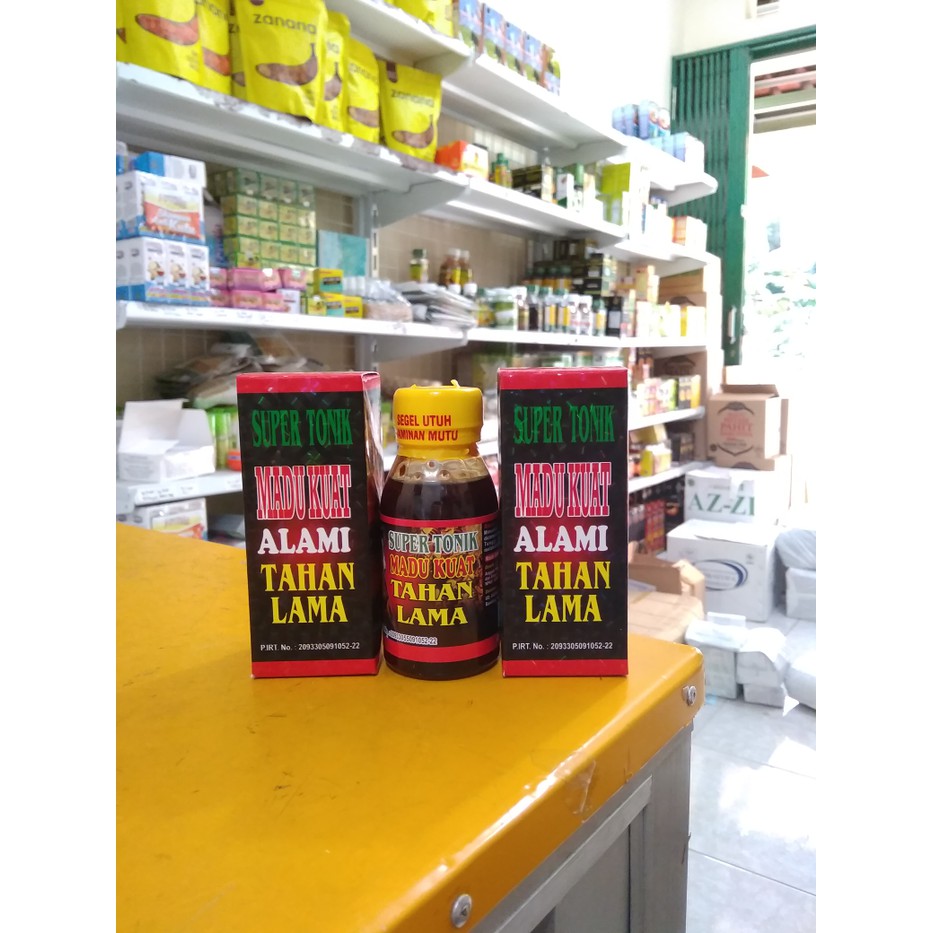 zanana
zanana
SUPER TONIK
MADU KUAT
ALAMI
TAHAN
LAMA
P.IRT. No. : 2093305091052-22
SEGEL UTUH
JAMINAN MUTU
SUPER TONIK
MADU KUAT
TAHAN
LAMA
SUPER TONIK
MADU KUAT
ALAMI
TAHAN
LAMA
P.IRT. No. : 2093305091052-22
PAHIT
AZ-ZI